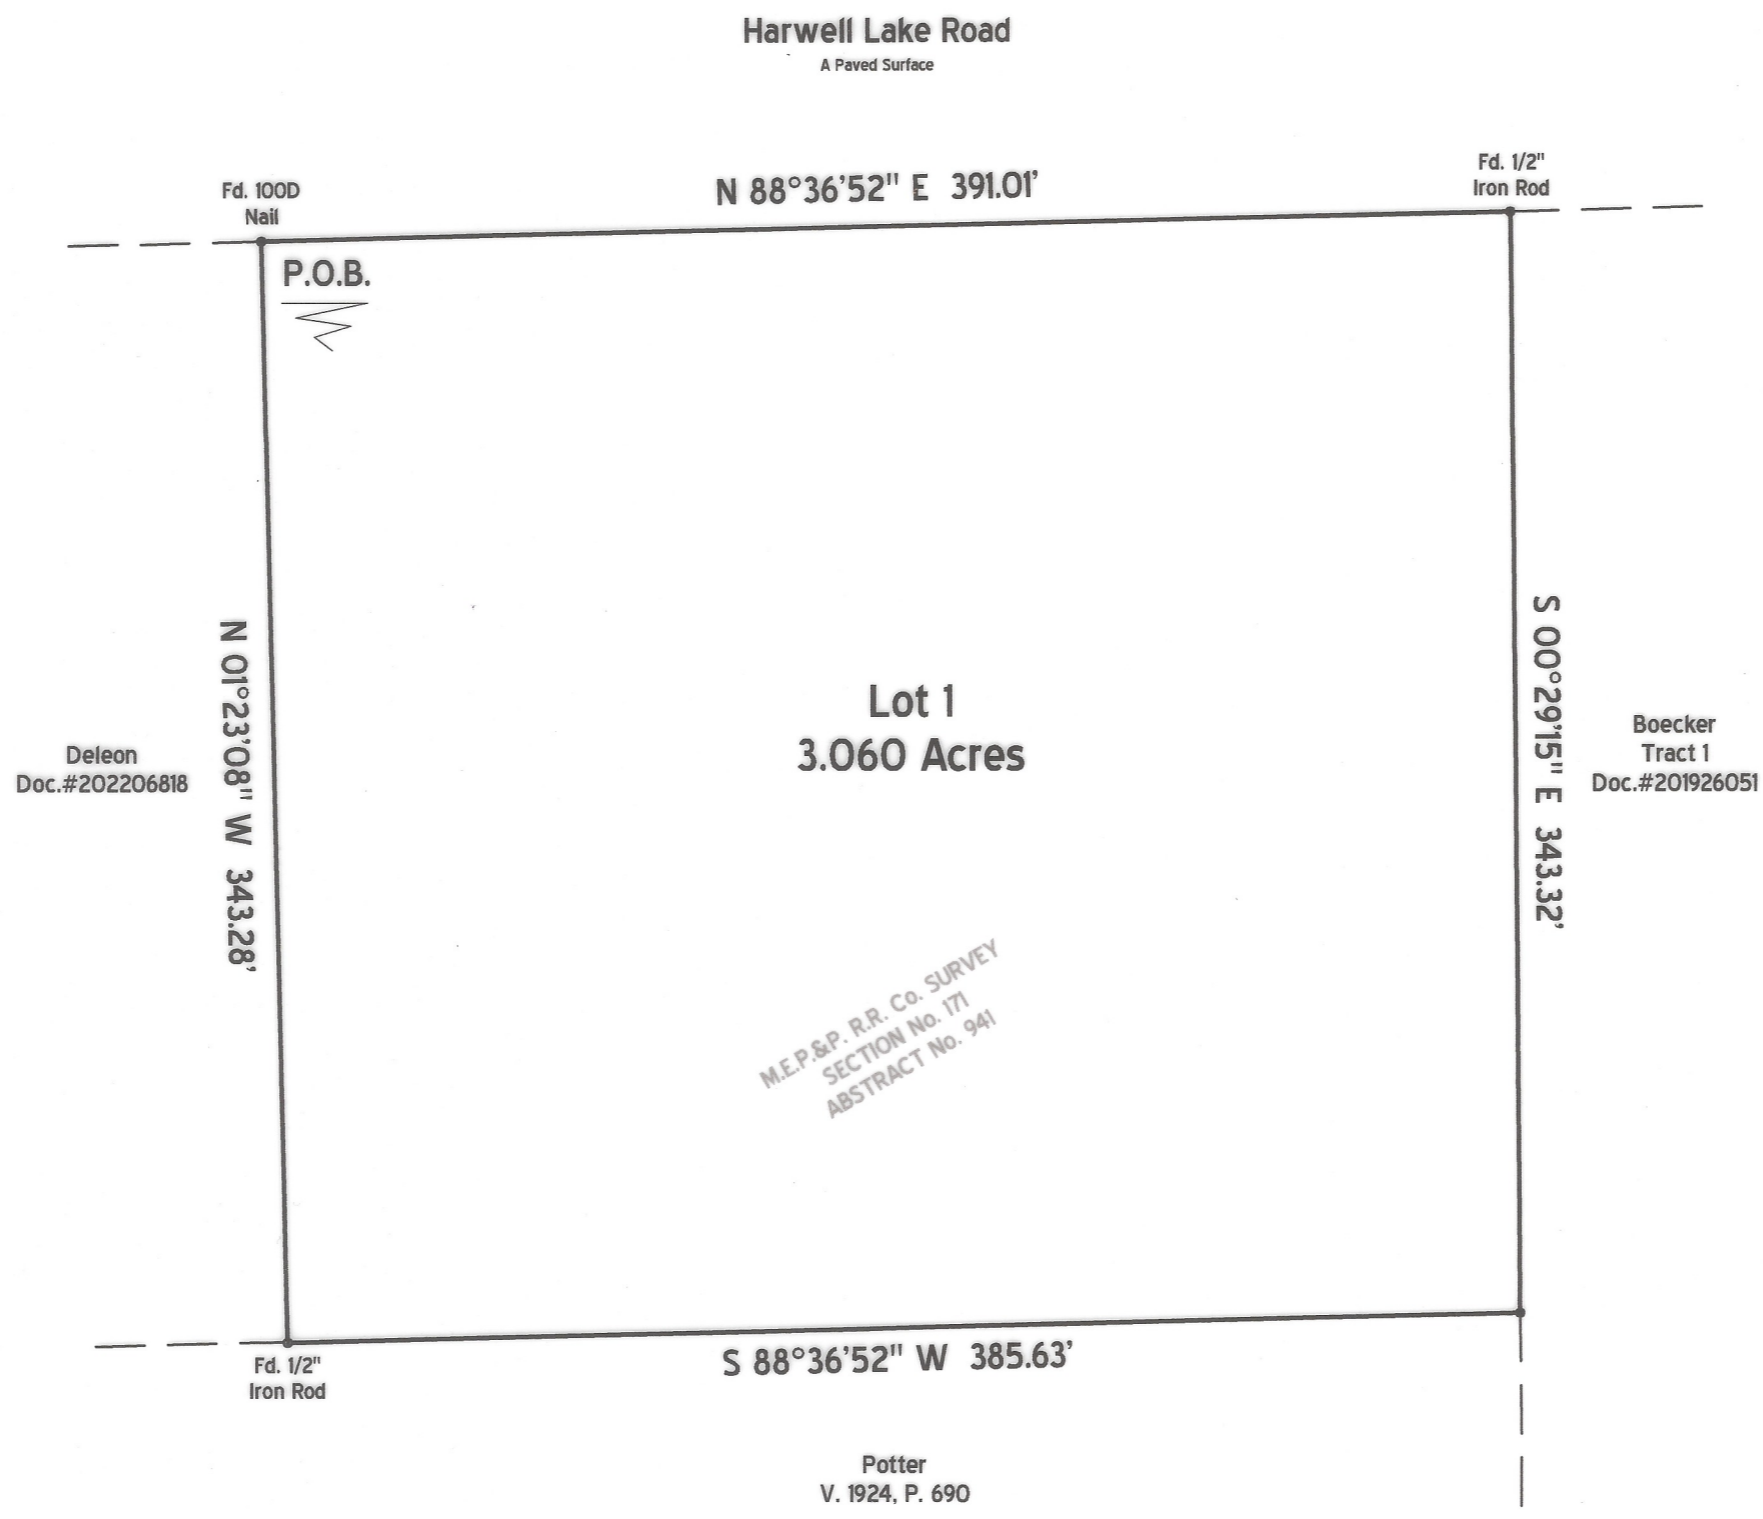 Harwell Lake Road
A Paved Surface
Fd. 1/2"
Iron Rod
N 88°36'52" E 391.01'
Fd. 100D
Nail
P.O.B.
S 00°29'15" E 343.32'
N 01°23'08" W 343.28'
Lot 1
3.060 Acres
Boecker
Tract 1
Doc.#201926051
Deleon
Doc.#202206818
M.E.P.&P. R.R. Co. SURVEY
SECTION No. 171
ABSTRACT No. 941
S 88°36'52" W 385.63'
Fd. 1/2"
Iron Rod
Potter
V. 1924, P. 690